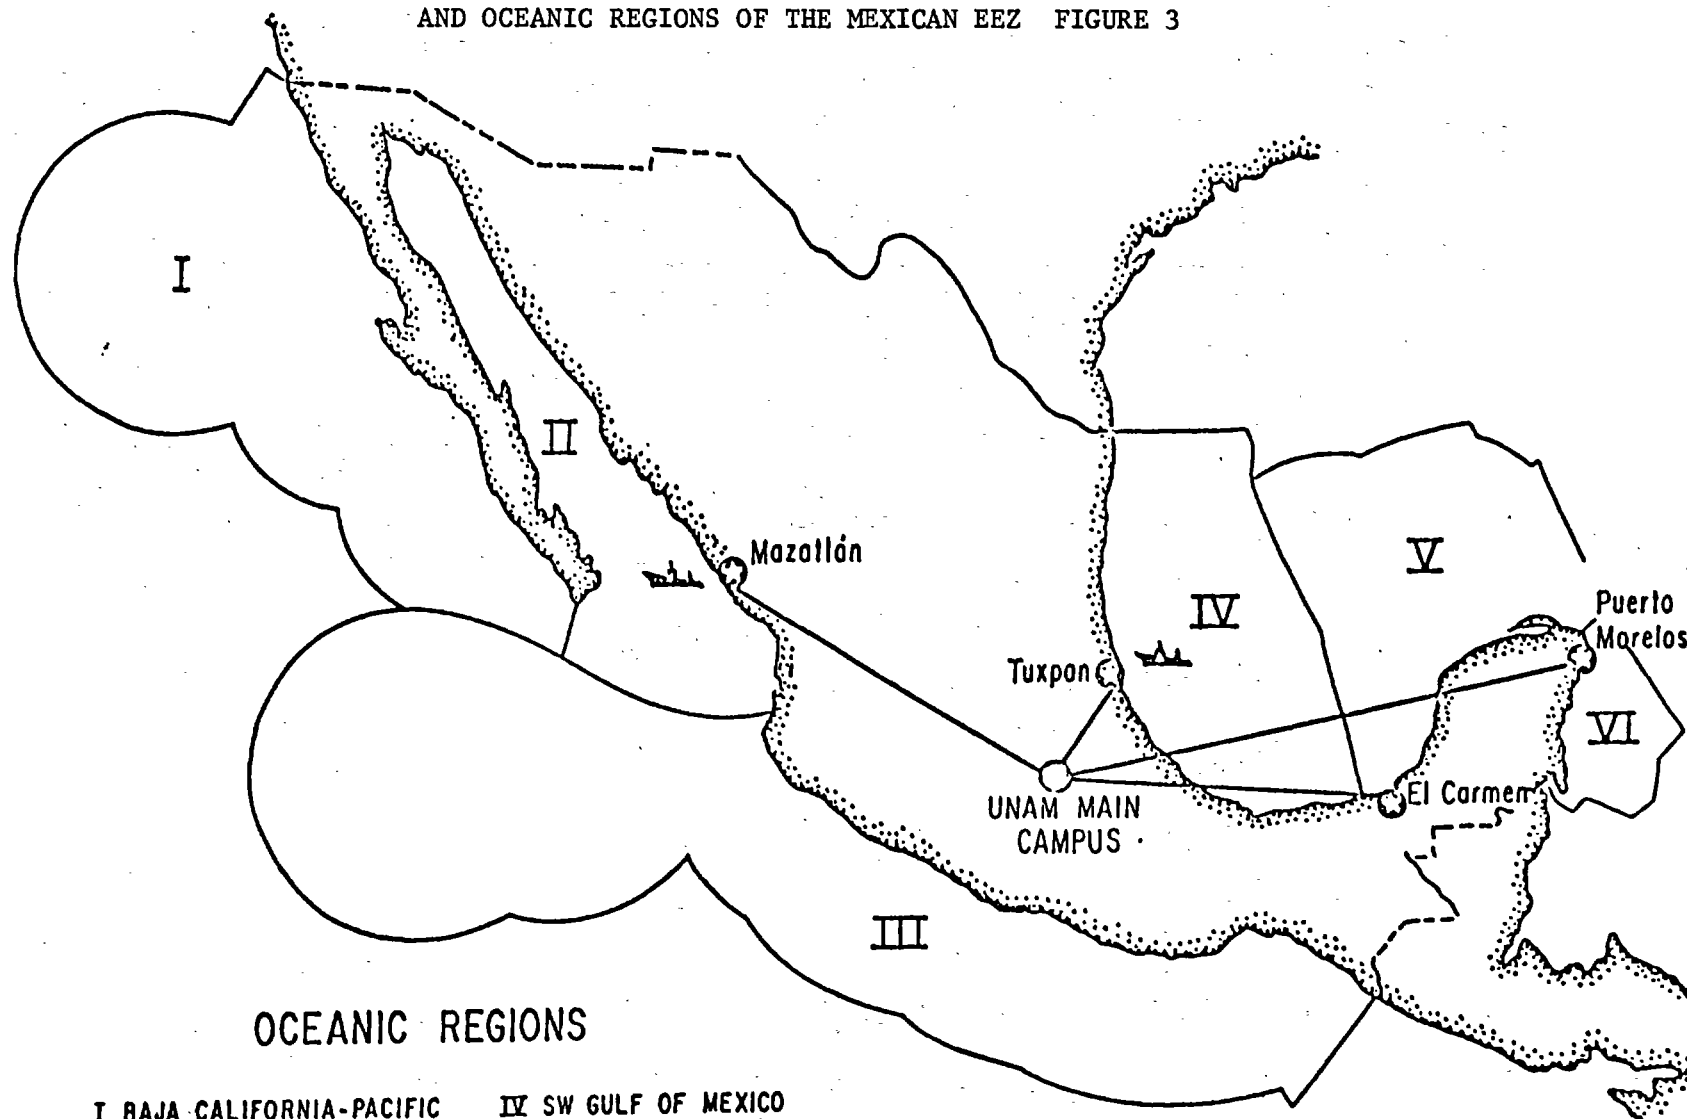 AND OCEANIC REGIONS OF THE MEXICAN EEZ FIGURE 3
I
II
Mazatlán
V
IV
Puerto
Morelos
Tuxpan
VI
UNAM MAIN
CAMPUS
El Carmen
III
OCEANIC REGIONS
I BAJA CALIFORNIA-PACIFIC IV SW GULF OF MEXICO